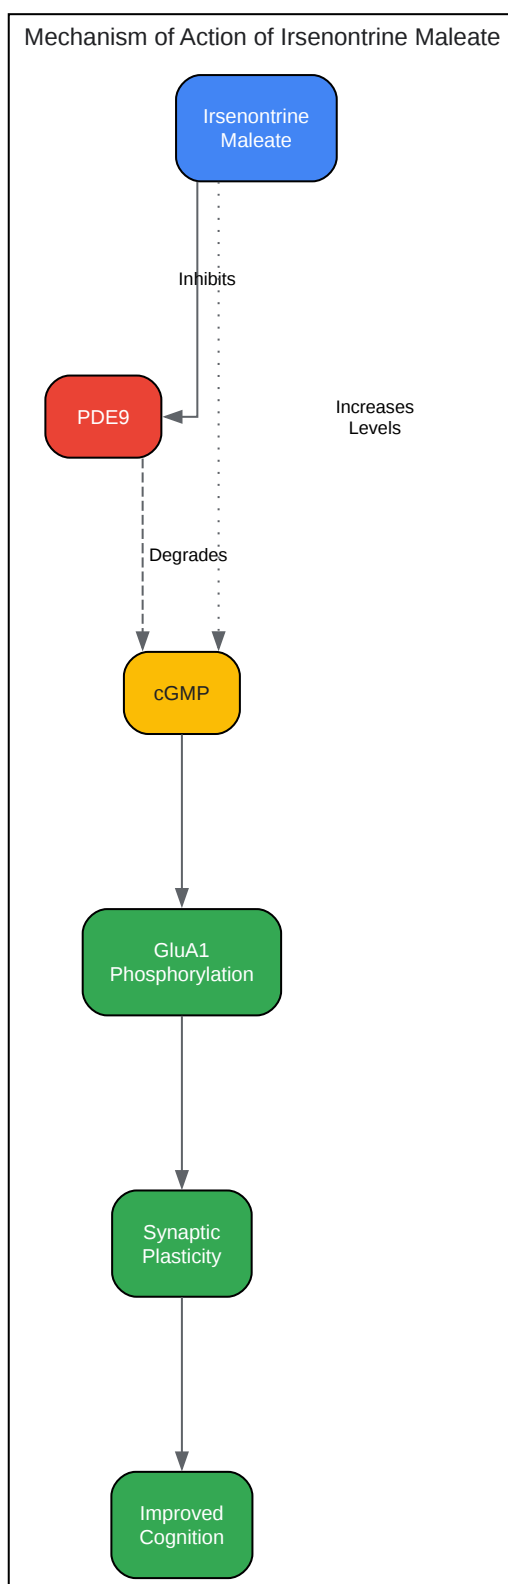 Mechanism of Action of Irsenontrine Maleate
Irsenontrine
Maleate
Inhibits
PDE9
Increases
Levels
Degrades
cGMP
GluA1
Phosphorylation
Synaptic
Plasticity
Improved
Cognition